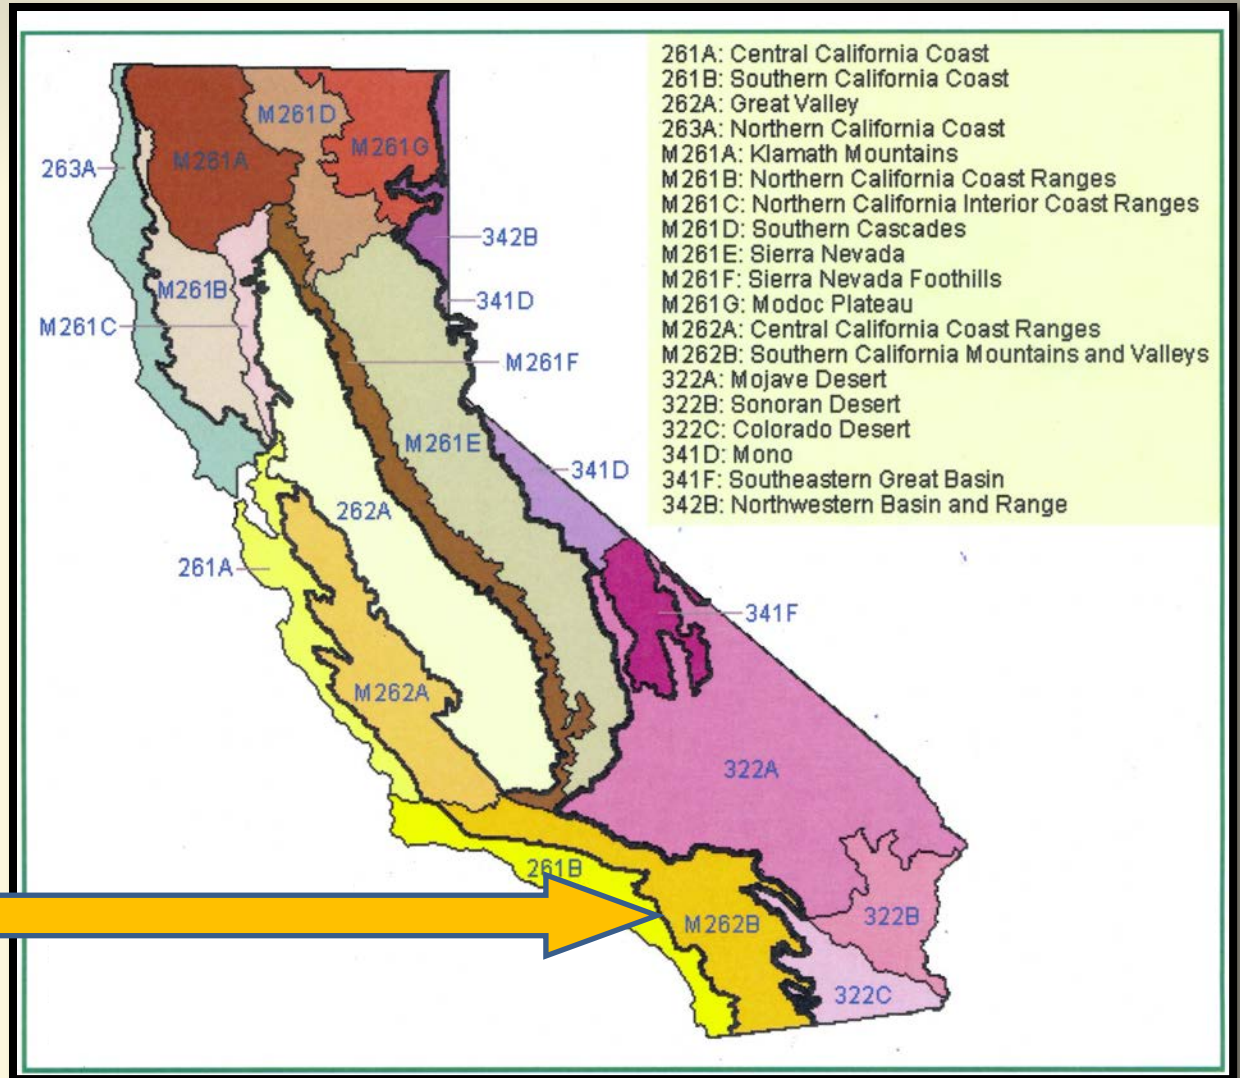 261A: Central California Coast
261B: Southern California Coast
262A: Great Valley
263A: Northern California Coast
M261A: Klamath Mountains
M261B: Northern California Coast Ranges
M261C: Northern California Interior Coast Ranges
M261D: Southern Cascades
M261E: Sierra Nevada
M261F: Sierra Nevada Foothills
M261G: Modoc Plateau
M262A: Central California Coast Ranges
M262B: Southern California Mountains and Valleys
322A: Mojave Desert
322B: Sonoran Desert
322C: Colorado Desert
341D: Mono
341F: Southeastern Great Basin
342B: Northwestern Basin and Range
M261D
M261G
M261A
263A
342B
M261B
341D
M261C
M261F
M261E
341D
262A
261A
341F
M262A
322A
261B
322B
M262B
322C